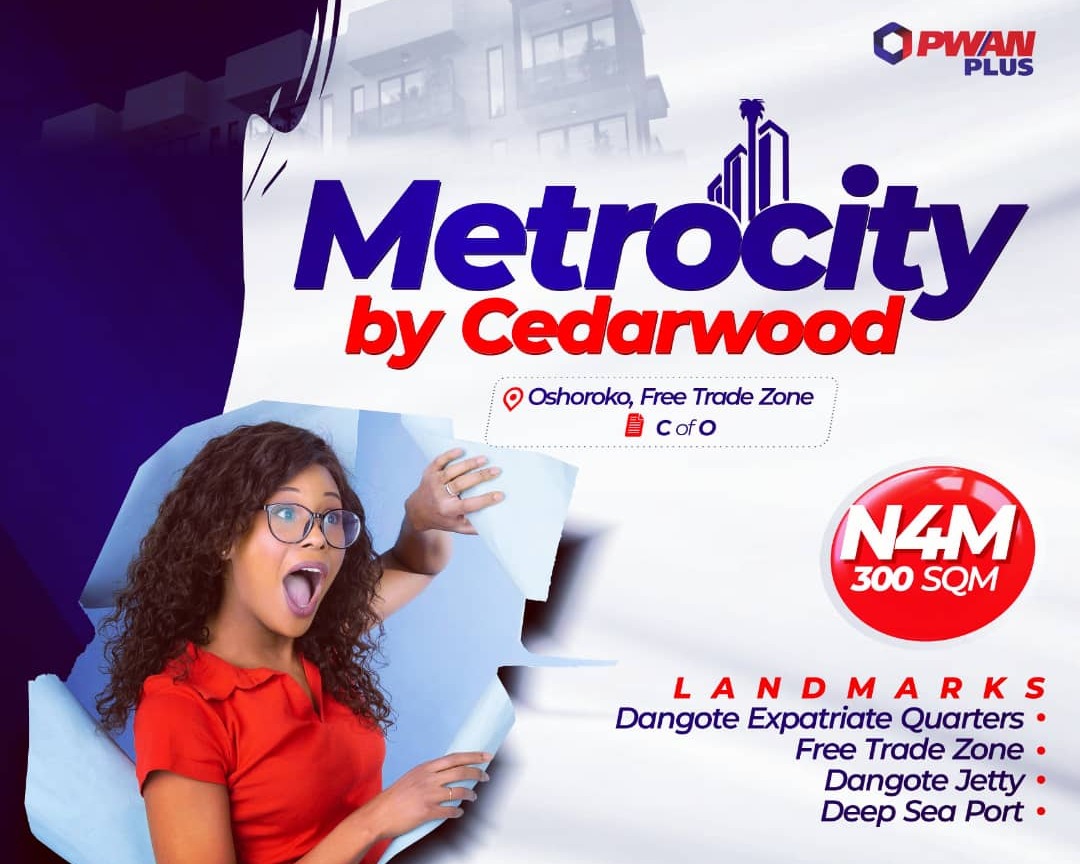 PWAN
PLUS
Metrocity
by Cedarwood
Oshoroko, Free Trade Zone
C of O
N4M
300 SQM
LANDMARKS
Dangote Expatriate Quarters •
Free Trade Zone •
Dangote Jetty •
Deep Sea Port •